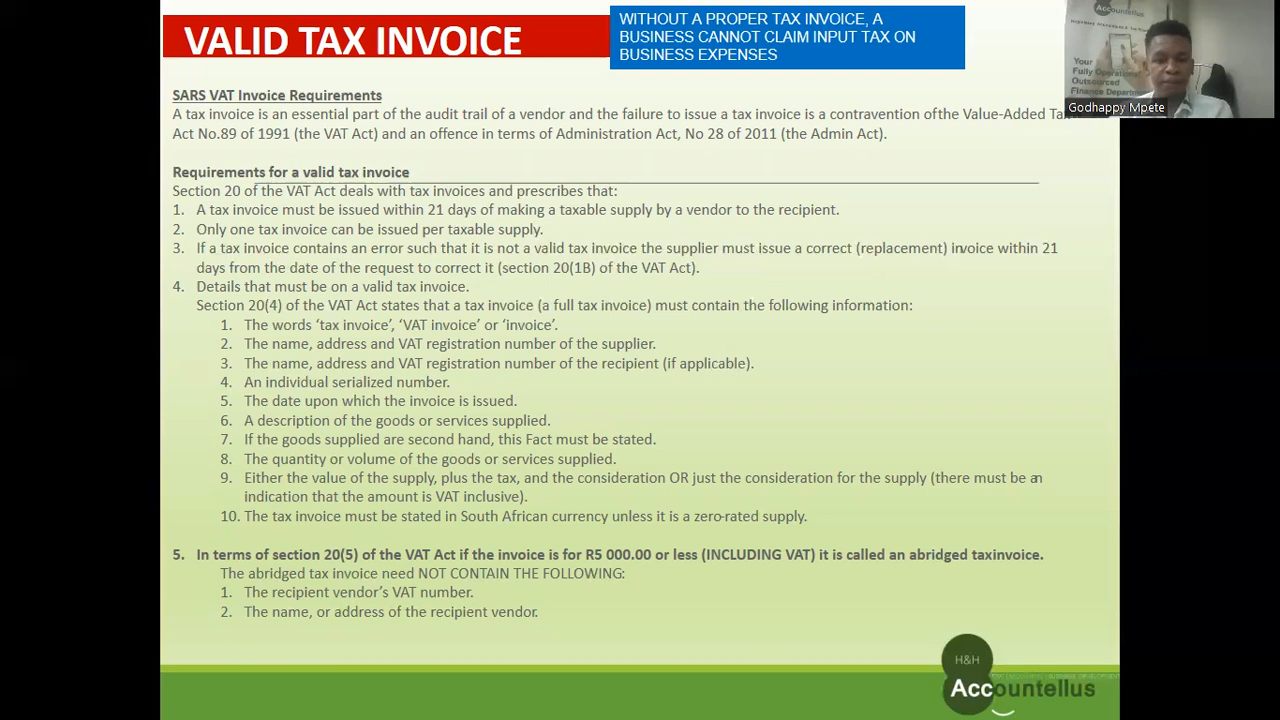 VALID TAX INVOICE
WITHOUT A PROPER TAX INVOICE, A
BUSINESS CANNOT CLAIM INPUT TAX ON
BUSINESS EXPENSES
Accountellus
Your
Fully
Outsourced
Finance
Godhappy Mpete
SARS VAT Invoice Requirements
A tax invoice is an essential part of the audit trail of a vendor and the failure to issue a tax invoice is a contravention ofthe Value-Added Tax
Act No.89 of 1991 (the VAT Act) and an offence in terms of Administration Act, No 28 of 2011 (the Admin Act).
Requirements for a valid tax invoice
Section 20 of the VAT Act deals with tax invoices and prescribes that:
1. A tax invoice must be issued within 21 days of making a taxable supply by a vendor to the recipient.
2. Only one tax invoice can be issued per taxable supply.
3. If a tax invoice contains an error such that it is not a valid tax invoice the supplier must issue a correct (replacement) invoice within 21
days from the date of the request to correct it (section 20(1B) of the VAT Act).
4. Details that must be on a valid tax invoice.
Section 20(4) of the VAT Act states that a tax invoice (a full tax invoice) must contain the following information:
1. The words ‘tax invoice’, ‘VAT invoice’ or ‘invoice’.
2. The name, address and VAT registration number of the supplier.
3. The name, address and VAT registration number of the recipient (if applicable).
4. An individual serialized number.
5. The date upon which the invoice is issued.
6. A description of the goods or services supplied.
7. If the goods supplied are second hand, this Fact must be stated.
8. The quantity or volume of the goods or services supplied.
9. Either the value of the supply, plus the tax, and the consideration OR just the consideration for the supply (there must be an
indication that the amount is VAT inclusive).
10. The tax invoice must be stated in South African currency unless it is a zero-rated supply.
5. In terms of section 20(5) of the VAT Act if the invoice is for R5 000.00 or less (INCLUDING VAT) it is called an abridged taxinvoice.
The abridged tax invoice need NOT CONTAIN THE FOLLOWING:
1. The recipient vendor’s VAT number.
2. The name, or address of the recipient vendor.
H&H
Accountellus